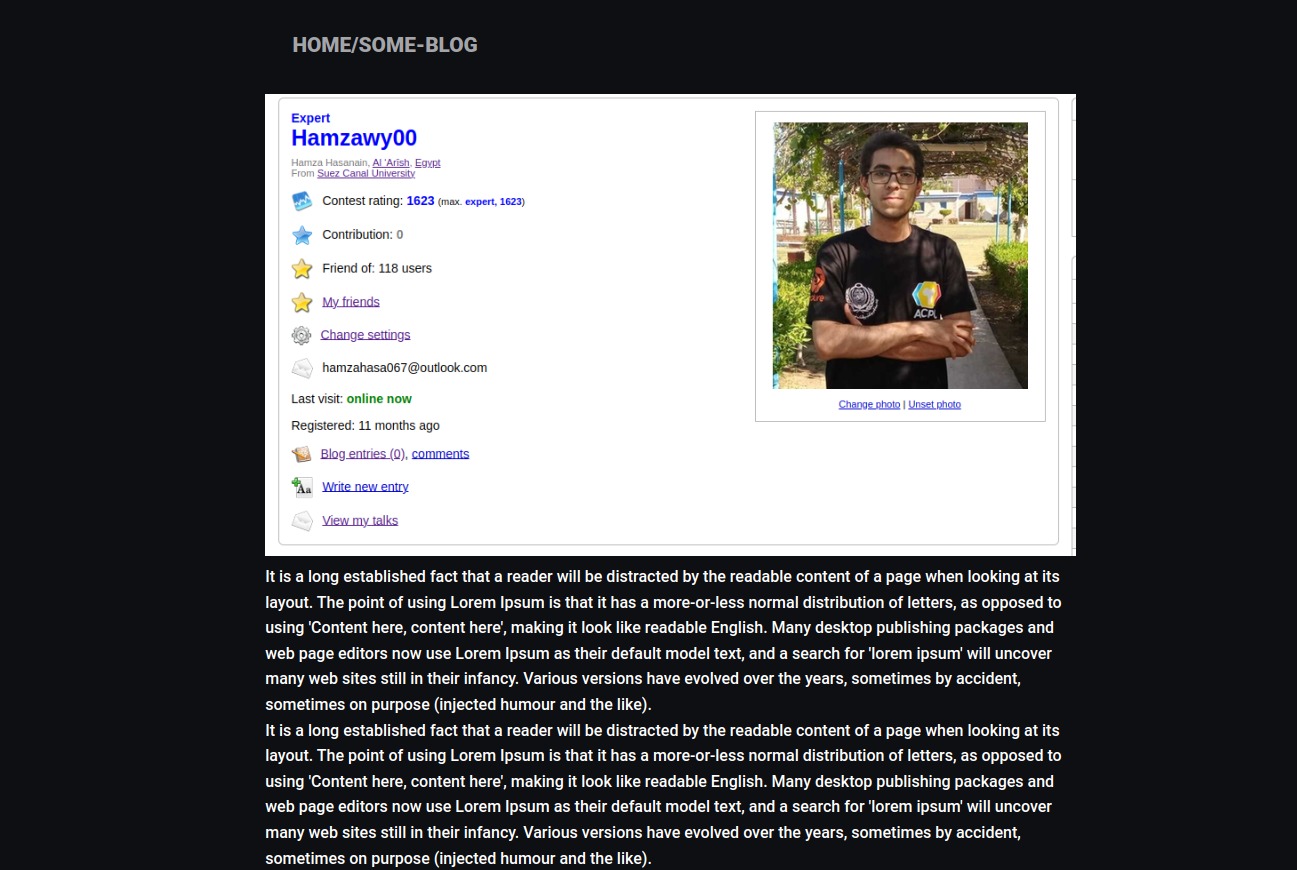 HOME/SOME-BLOG
Expert
Hamzawy00
Hamza Hasanain, Al 'Arish, Egypt
From Suez Canal University
Contest rating: 1623 (max. expert, 1623)
Contribution: 0
Friend of: 118 users
My friends
Change settings
hamzahasa067@outlook.com
Last visit: online now
Registered: 11 months ago
Blog entries (0), comments
Write new entry
View my talks
Change photo | Unset photo
It is a long established fact that a reader will be distracted by the readable content of a page when looking at its
layout. The point of using Lorem Ipsum is that it has a more-or-less normal distribution of letters, as opposed to
using 'Content here, content here', making it look like readable English. Many desktop publishing packages and
web page editors now use Lorem Ipsum as their default model text, and a search for 'lorem ipsum' will uncover
many web sites still in their infancy. Various versions have evolved over the years, sometimes by accident,
sometimes on purpose (injected humour and the like).
It is a long established fact that a reader will be distracted by the readable content of a page when looking at its
layout. The point of using Lorem Ipsum is that it has a more-or-less normal distribution of letters, as opposed to
using 'Content here, content here', making it look like readable English. Many desktop publishing packages and
web page editors now use Lorem Ipsum as their default model text, and a search for 'lorem ipsum' will uncover
many web sites still in their infancy. Various versions have evolved over the years, sometimes by accident,
sometimes on purpose (injected humour and the like).